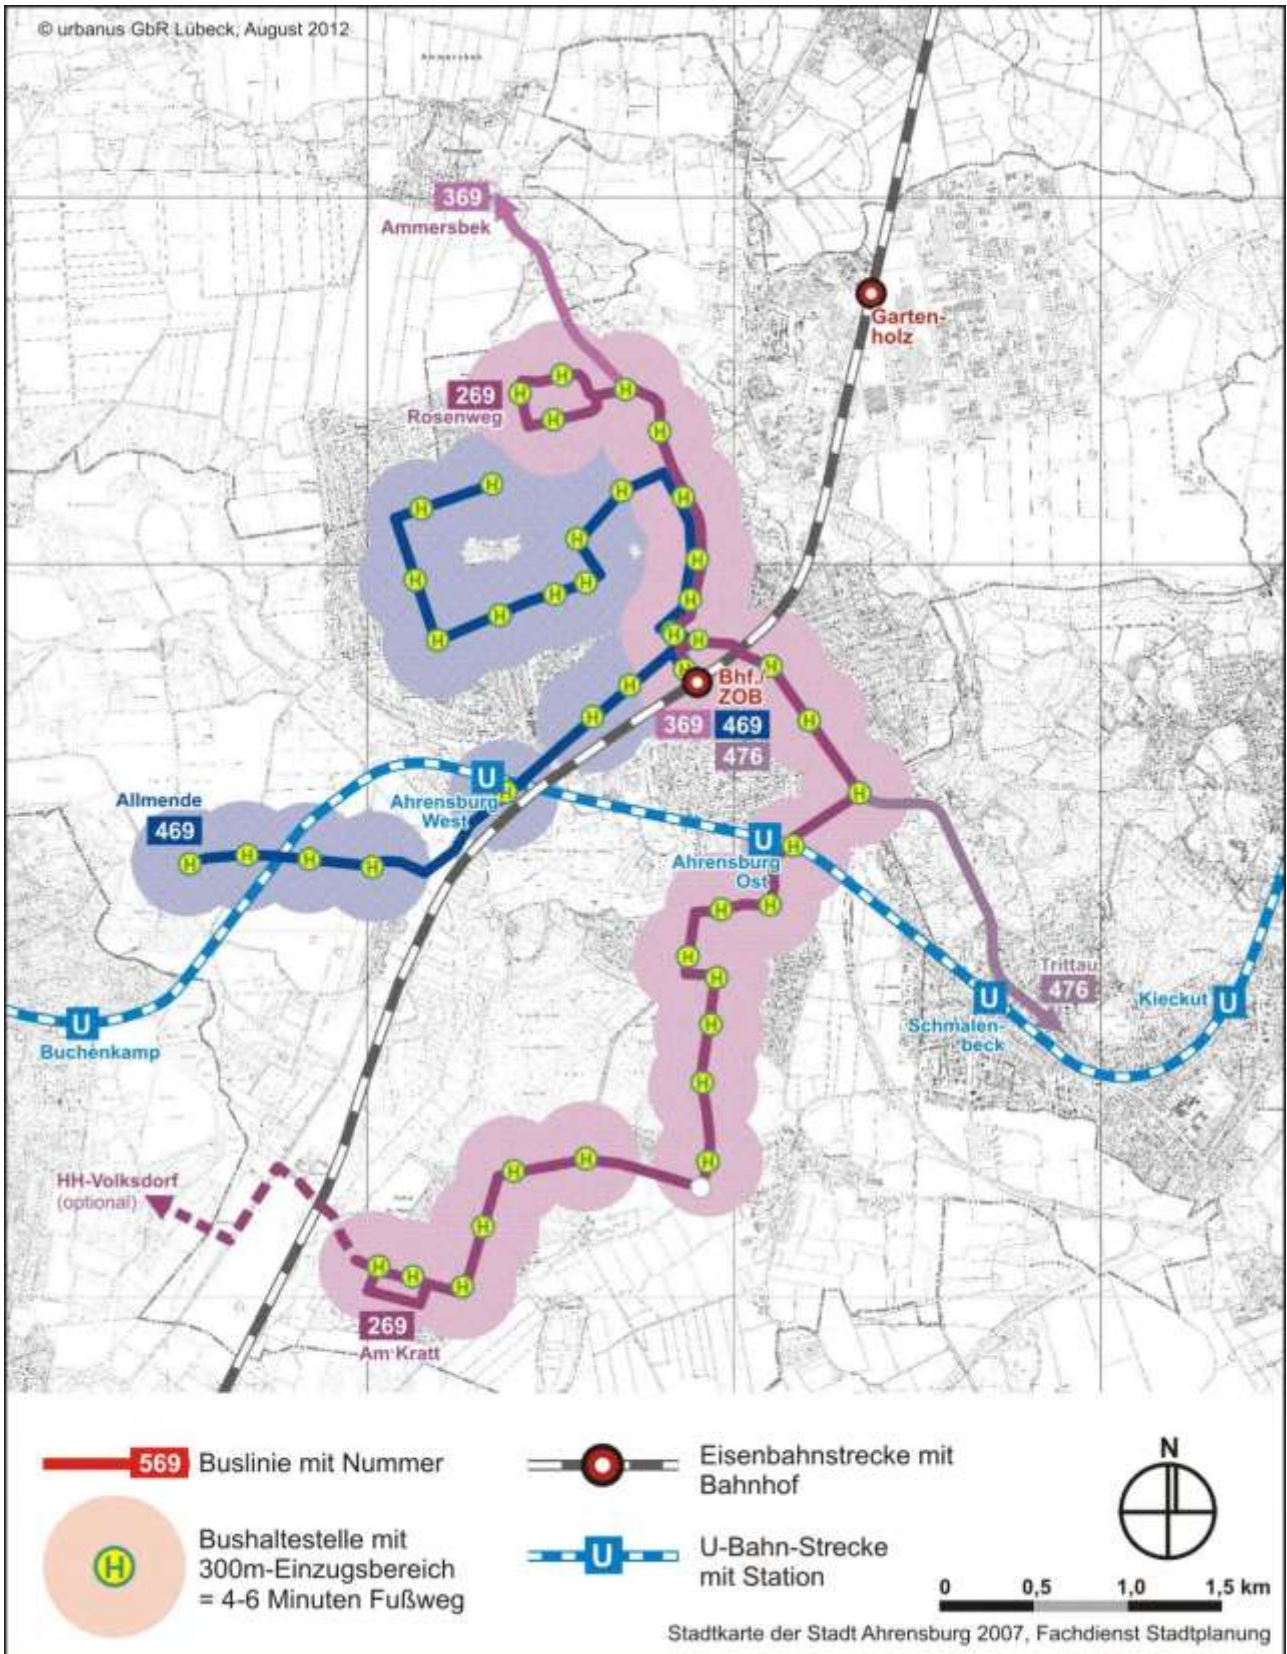 © urbanus GbR Lübeck, August 2012
Ammersbek
369
Ammersbek
Garten-
holz
269
Rosenweg
Bhf./
ZOB
369
469
476
Allmende
469
U
Ahrensburg
West
U
Ahrensburg
Ost
U
Buchenkamp
Trittau
476
U
Schmalen-
beck
Kieckut
U
HH-Volksdorf
(optional)
269
Am Kratt
569
Buslinie mit Nummer
H
Bushaltestelle mit
300m-Einzugsbereich
= 4-6 Minuten Fußweg
Eisenbahnstrecke mit
Bahnhof
U
U-Bahn-Strecke
mit Station
N
0 0,5 1,0 1,5 km
Stadtkarte der Stadt Ahrensburg 2007, Fachdienst Stadtplanung